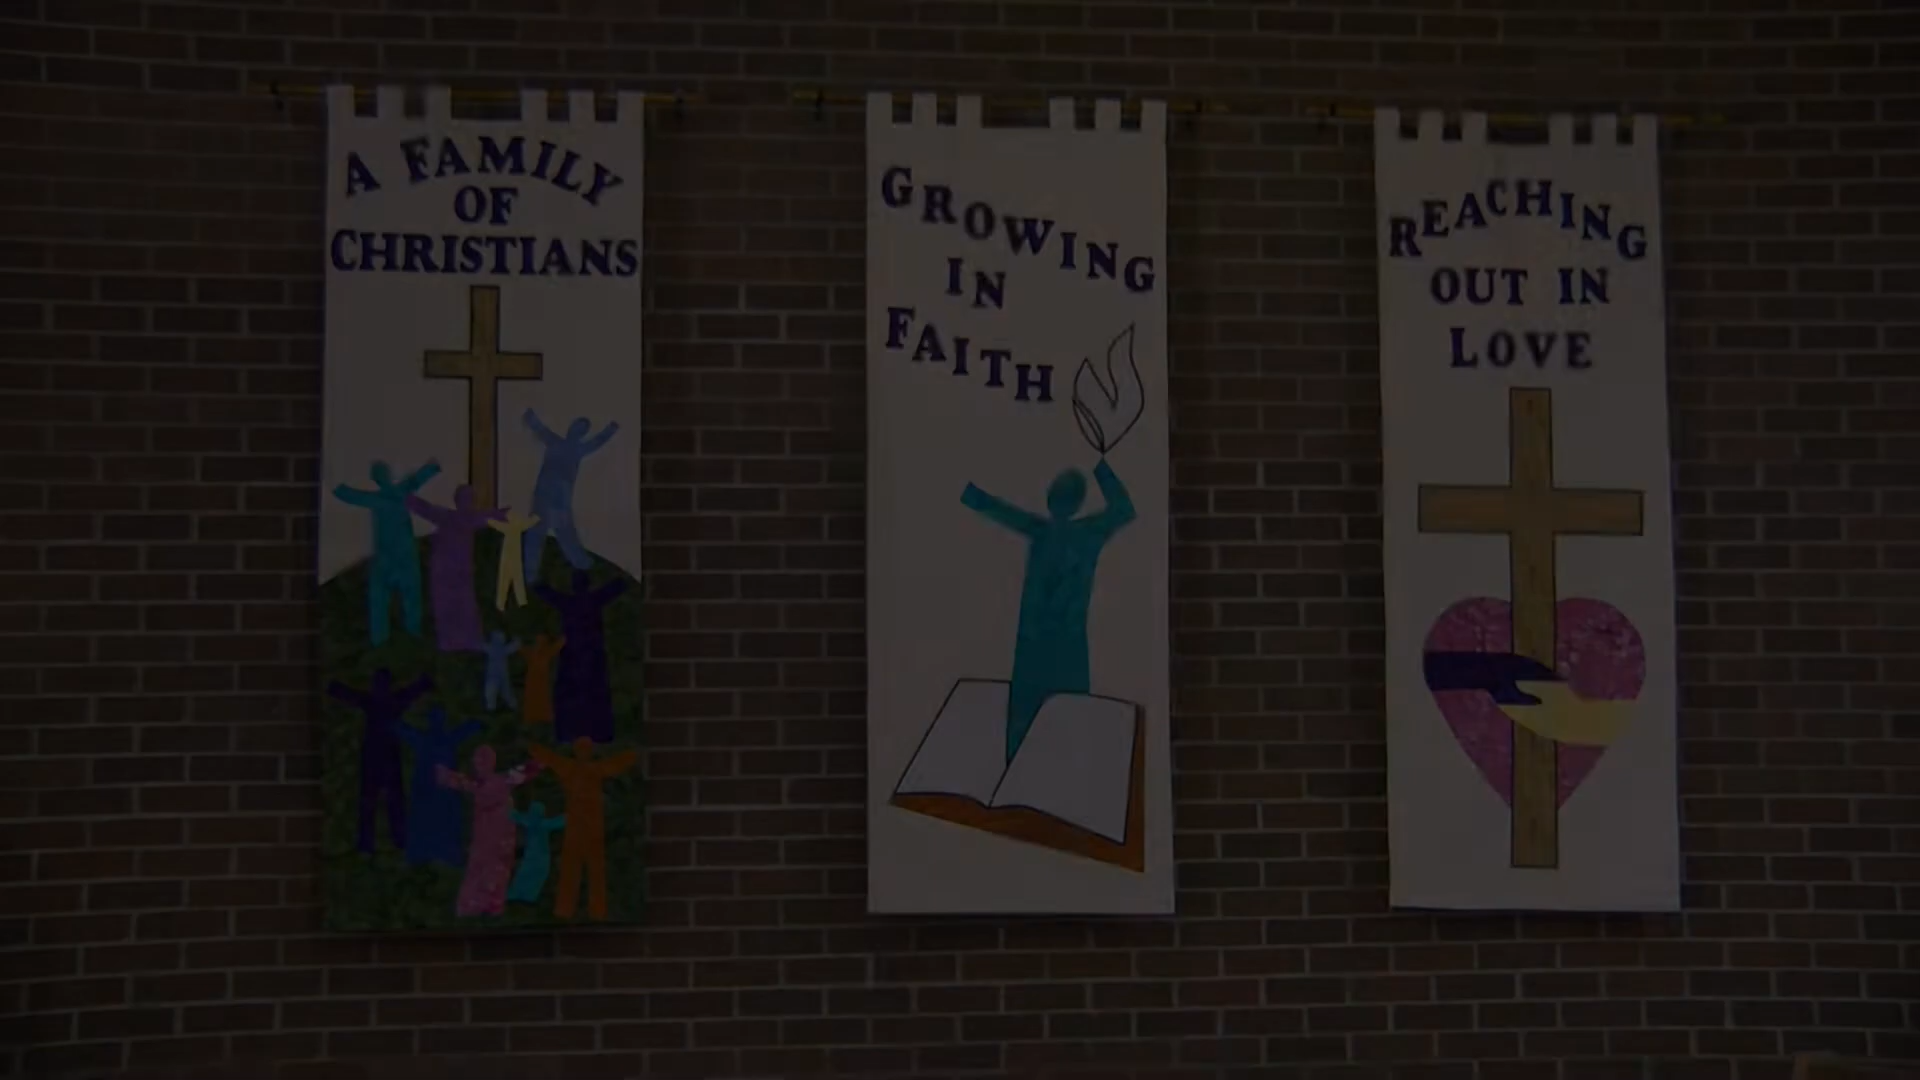 A FAMILY
OF
CHRISTIANS
GROWING
IN
FAITH
REACHING
OUT IN
LOVE